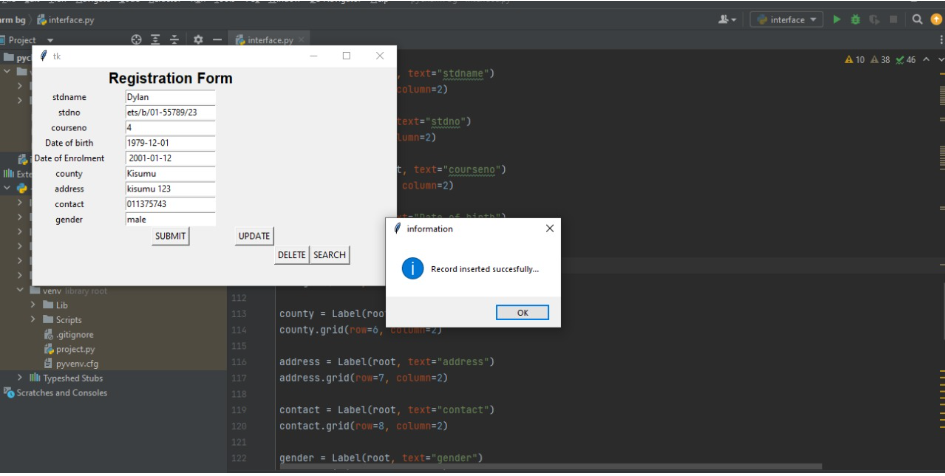 arm bg
interface.py
interface
Project
interface.py
10 38 46
pyc
tk
Registration Form
stdname Dylan
stdno ets/b/01-55789/23
courseno 4
Date of birth 1979-12-01
Date of Enrolment 2001-01-12
county Kisumu
address kisumu 123
contact 011375743
gender male
SUBMIT UPDATE
DELETE SEARCH
, text="stdname")
column=2)
text="stdno")
lumn=2)
t, text="courseno")
column=2)
information
Record inserted succesfully...
OK
Exte
venv library root
Lib
Scripts
.gitignore
project.py
pyvenv.cfg
Typeshed Stubs
Scratches and Consoles
112
113 county = Label(roo
114 county.grid(row=6, column=2)
115
116 address = Label(root, text="address")
117 address.grid(row=7, column=2)
118
119 contact = Label(root, text="contact")
120 contact.grid(row=8, column=2)
121
122 gender = Label(root, text="gender")